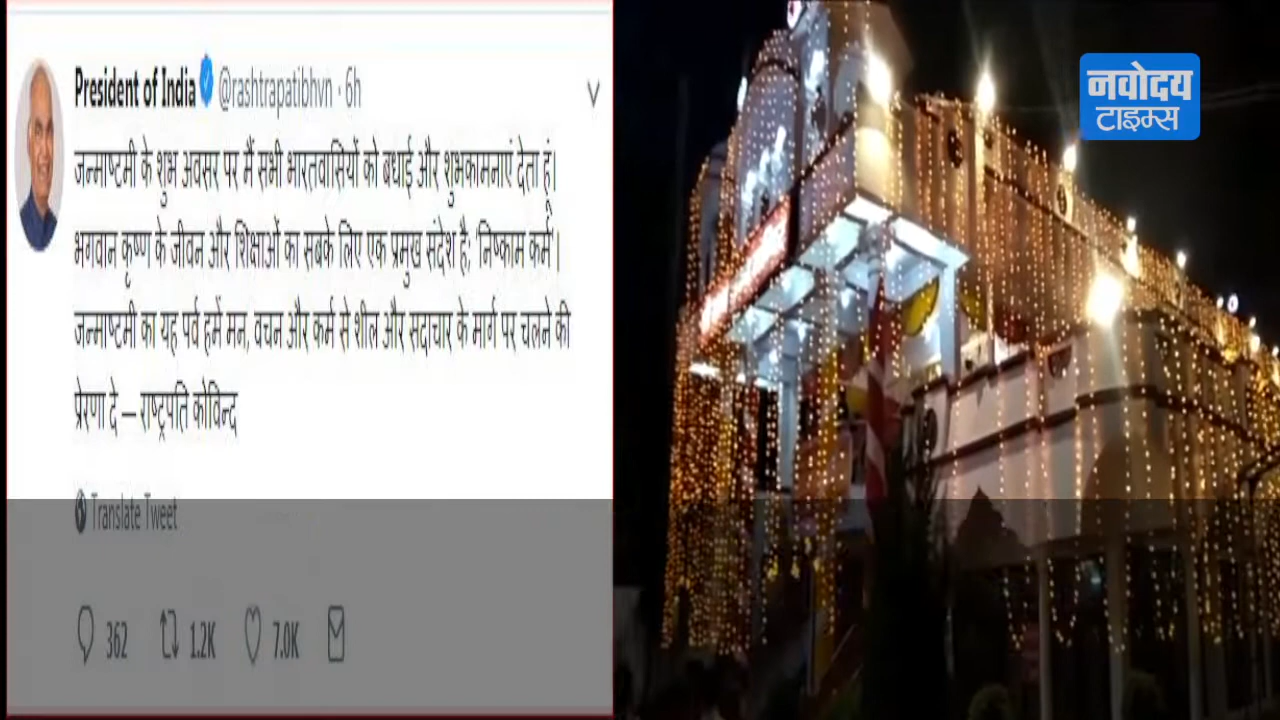 President of India @rashtrapatibhvn · 6h
जन्माष्टमी के शुभ अवसर पर मैं सभी भारतवासियों को बधाई और शुभकामनाएं देता हूं।
भगवान कृष्ण के जीवन और शिक्षाओं का सबके लिए एक प्रमुख संदेश है; 'निष्काम कर्म'।
जन्माष्टमी का यह पर्व हमें मन, वचन और कर्म से शील और सदाचार के मार्ग पर चलने की
प्रेरणा दे — राष्ट्रपति कोविन्द
Translate Tweet
362 1.2K 7.0K
नवोदय
टाइम्स